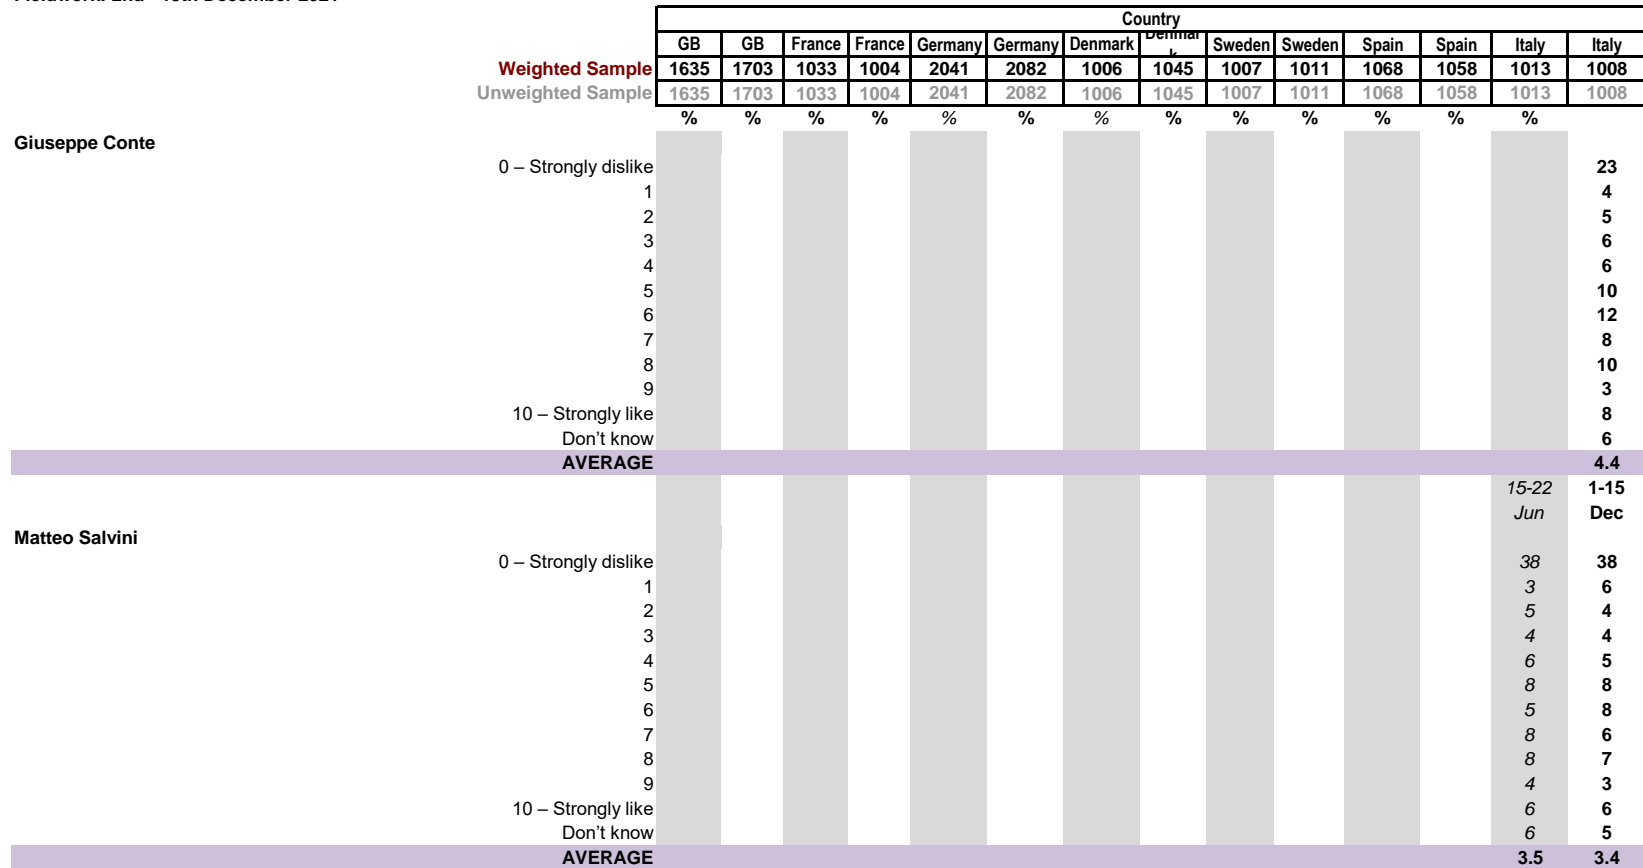 Country
GB GB France France Germany Germany Denmark Sweden Sweden Spain Spain Italy Italy
Weighted Sample 1635 1703 1033 1004 2041 2082 1006 1045 1007 1011 1068 1058 1013 1008
Unweighted Sample 1635 1703 1033 1004 2041 2082 1006 1045 1007 1011 1068 1058 1013 1008
% % % % % % % % % % % % %
Giuseppe Conte
0 – Strongly dislike 23
1 4
2 5
3 6
4 6
5 10
6 12
7 8
8 10
9 3
10 – Strongly like 8
Don’t know 6
AVERAGE 4.4
15-22 1-15
Jun Dec
Matteo Salvini
0 – Strongly dislike 38 38
1 3 6
2 5 4
3 4 4
4 6 5
5 8 8
6 5 8
7 8 6
8 8 7
9 4 3
10 – Strongly like 6 6
Don’t know 6 5
AVERAGE 3.5 3.4